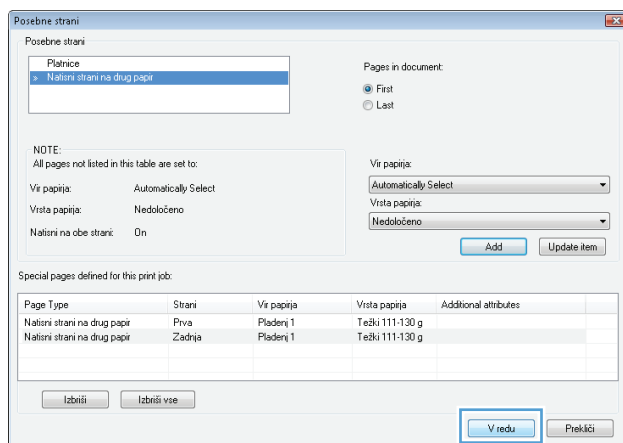 Posebne strani
Posebne strani
Platnice
» Natisni strani na drug papir
Pages in document:
First
Last
NOTE:
All pages not listed in this table are set to:
Vir papirja: Automatically Select
Vrsta papirja: Nedoločeno
Natisni na obe strani: On
Vir papirja:
Automatically Select
Vrsta papirja:
Nedoločeno
Add Update item
Special pages defined for this print job:
Page Type Strani Vir papirja Vrsta papirja Additional attributes
Natisni strani na drug papir Prva Pladenj 1 Težki 111-130 g
Natisni strani na drug papir Zadnja Pladenj 1 Težki 111-130 g
Izbriši Izbriši vse
V redu Prekliči